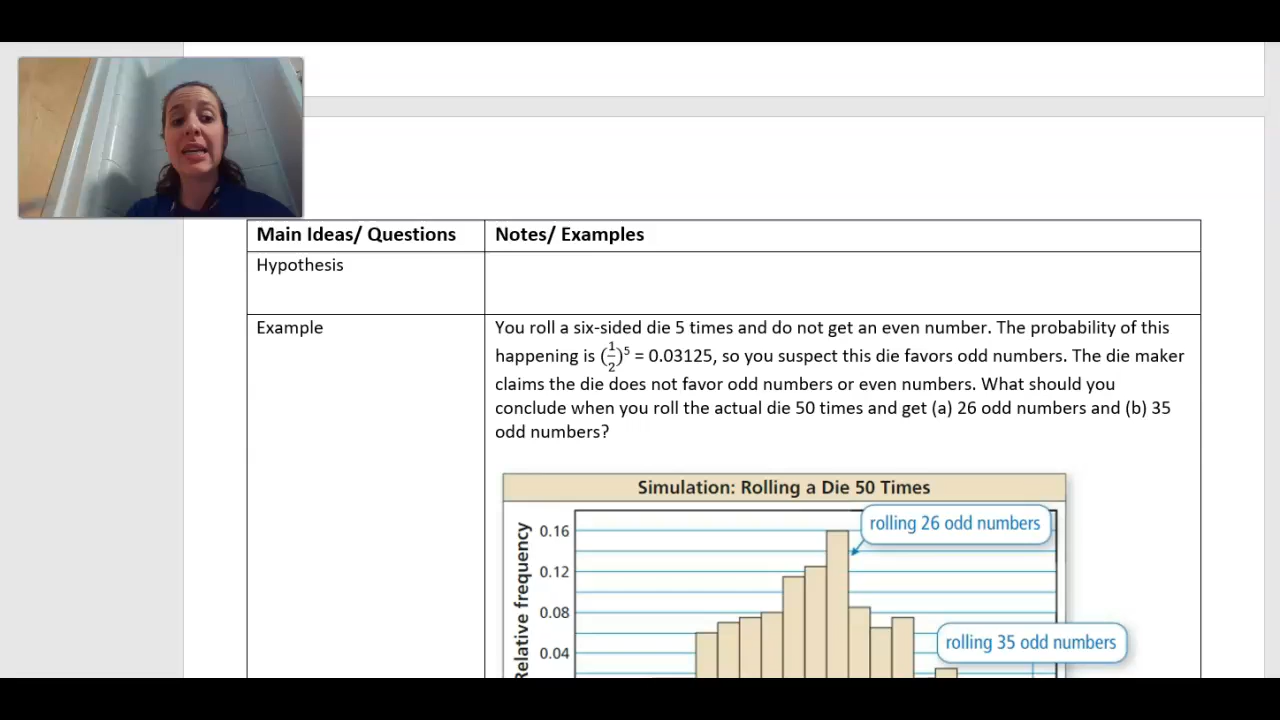 Main Ideas/ Questions
Notes/ Examples
Hypothesis
Example
You roll a six-sided die 5 times and do not get an even number. The probability of this
happening is (1/2)⁵ = 0.03125, so you suspect this die favors odd numbers. The die maker
claims the die does not favor odd numbers or even numbers. What should you
conclude when you roll the actual die 50 times and get (a) 26 odd numbers and (b) 35
odd numbers?
Simulation: Rolling a Die 50 Times
rolling 26 odd numbers
rolling 35 odd numbers
Relative frequency
0.16
0.12
0.08
0.04